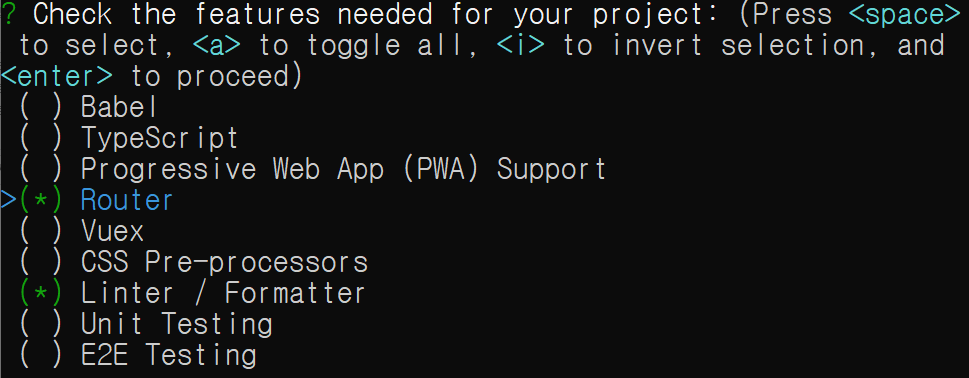 ? Check the features needed for your project: (Press <space>
to select, <a> to toggle all, <i> to invert selection, and
<enter> to proceed)
( ) Babel
( ) TypeScript
( ) Progressive Web App (PWA) Support
>(*) Router
( ) Vuex
( ) CSS Pre-processors
(*) Linter / Formatter
( ) Unit Testing
( ) E2E Testing